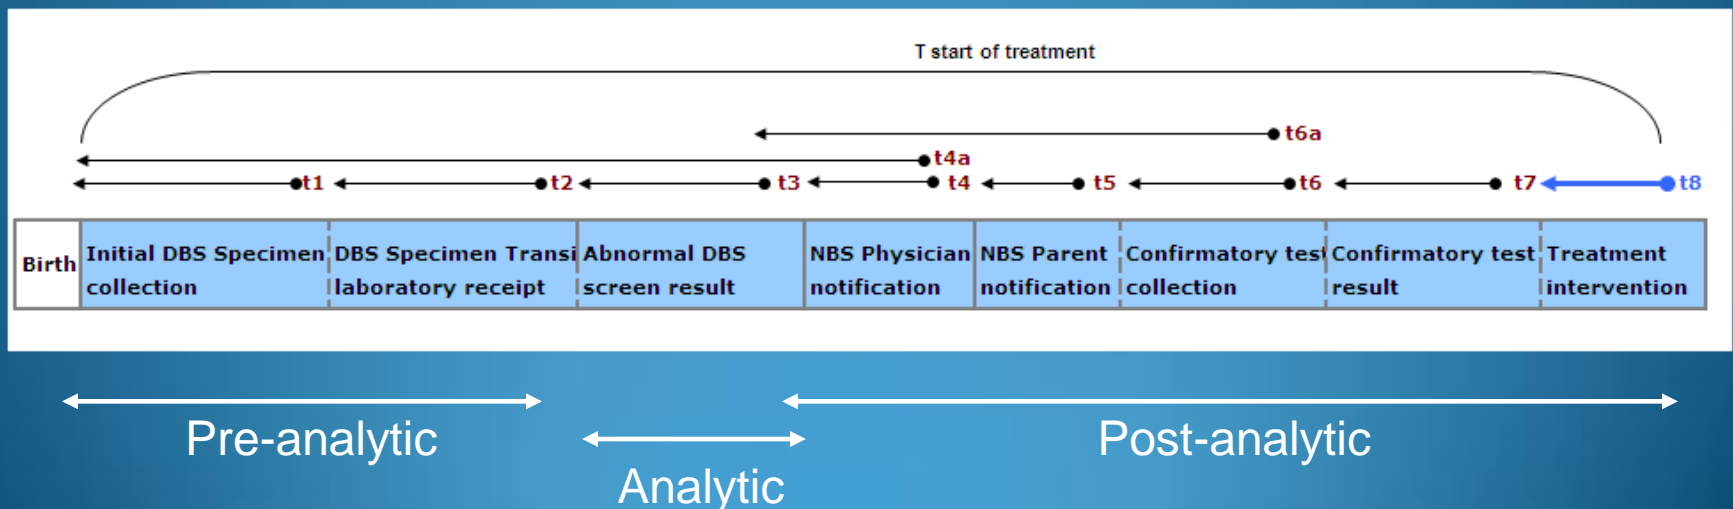 T start of treatment
t6a
t4a
t1
t2
t3
t4
t5
t6
t7
t8
Birth
Initial DBS Specimen
collection
DBS Specimen Transi
laboratory receipt
Abnormal DBS
screen result
NBS Physician
notification
NBS Parent
notification
Confirmatory test
collection
Confirmatory test
result
Treatment
intervention
Pre-analytic
Analytic
Post-analytic